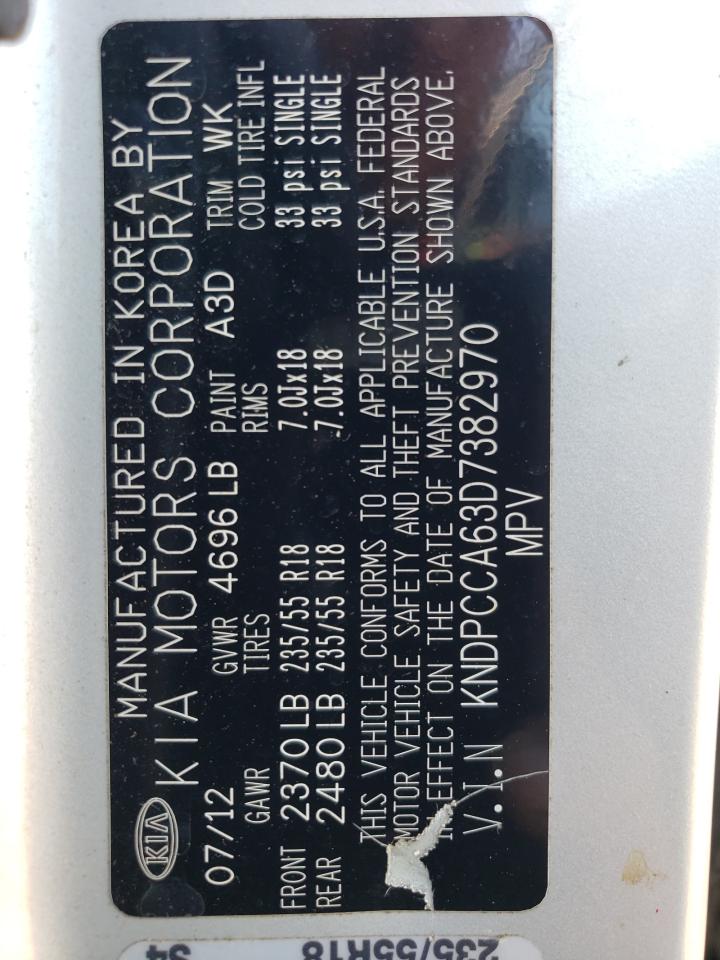 MANUFACTURED IN KOREA BY
KIA KIA MOTORS CORPORATION
07/12 GVWR 4696 LB PAINT A3D TRIM WK
GAWR TIRES RIMS COLD TIRE INFL
FRONT 2370 LB 235/55 R18 7.0Jx18 33 psi SINGLE
REAR 2480 LB 235/55 R18 -7.0Jx18 33 psi SINGLE
THIS VEHICLE CONFORMS TO ALL APPLICABLE U.S.A. FEDERAL
MOTOR VEHICLE SAFETY AND THEFT PREVENTION STANDARDS
IN EFFECT ON THE DATE OF MANUFACTURE SHOWN ABOVE.
V.I.N KNDPCCA63D7382970
MPV
235/55R18
34